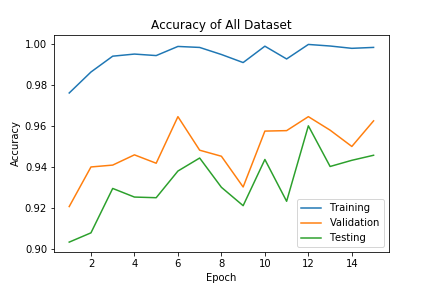 Accuracy of All Dataset
1.00
0.98
0.96
0.94
0.92
0.90
Accuracy
2 4 6 8 10 12 14
Epoch
Training
Validation
Testing